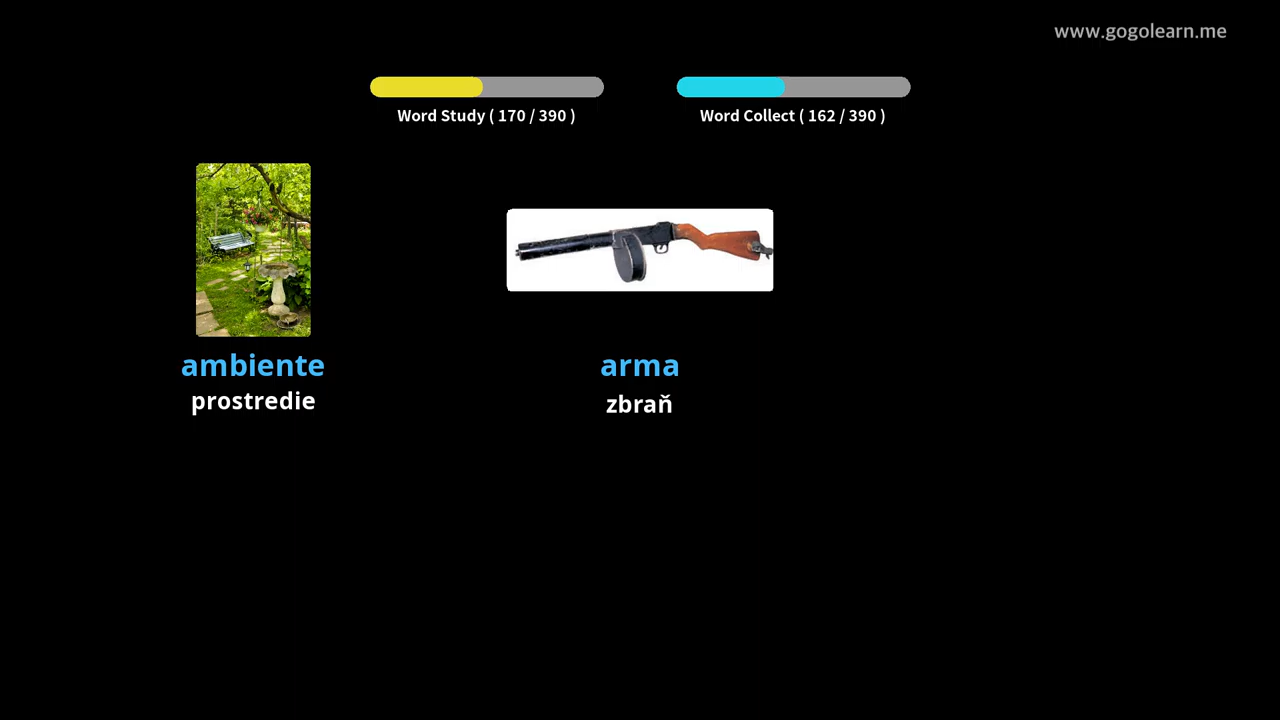 www.gogolearn.me
Word Study ( 170 / 390 )
Word Collect ( 162 / 390 )
ambiente
prostredie
arma
zbraň